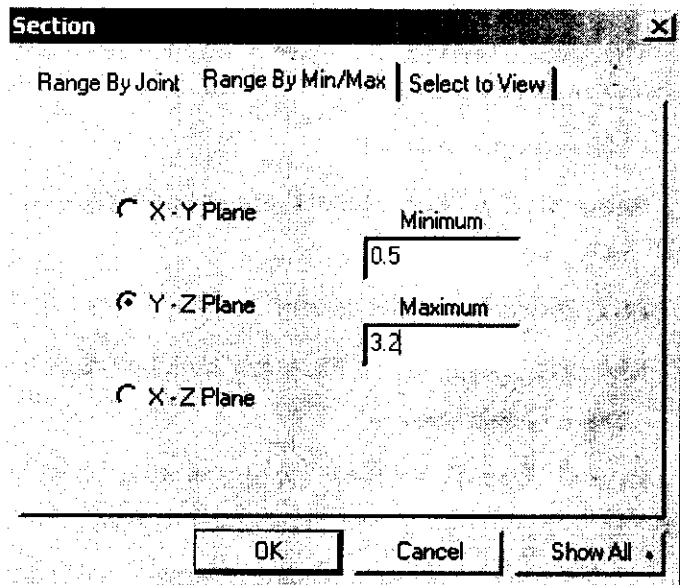 Section
Range By Joint Range By Min/Max Select to View
X - Y Plane
Minimum
0.5
Y - Z Plane
Maximum
3.2
X - Z Plane
OK Cancel Show All